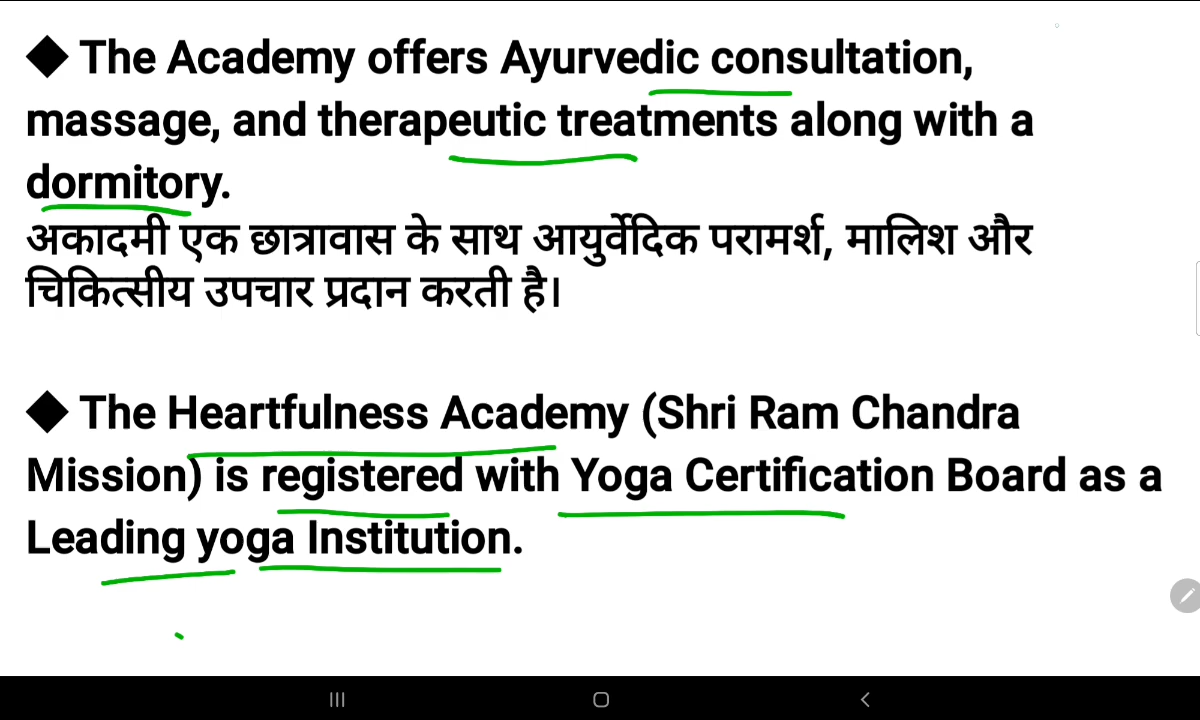 ◆ The Academy offers Ayurvedic consultation,
massage, and therapeutic treatments along with a
dormitory.
अकादमी एक छात्रावास के साथ आयुर्वेदिक परामर्श, मालिश और
चिकित्सीय उपचार प्रदान करती है।
◆ The Heartfulness Academy (Shri Ram Chandra
Mission) is registered with Yoga Certification Board as a
Leading yoga Institution.